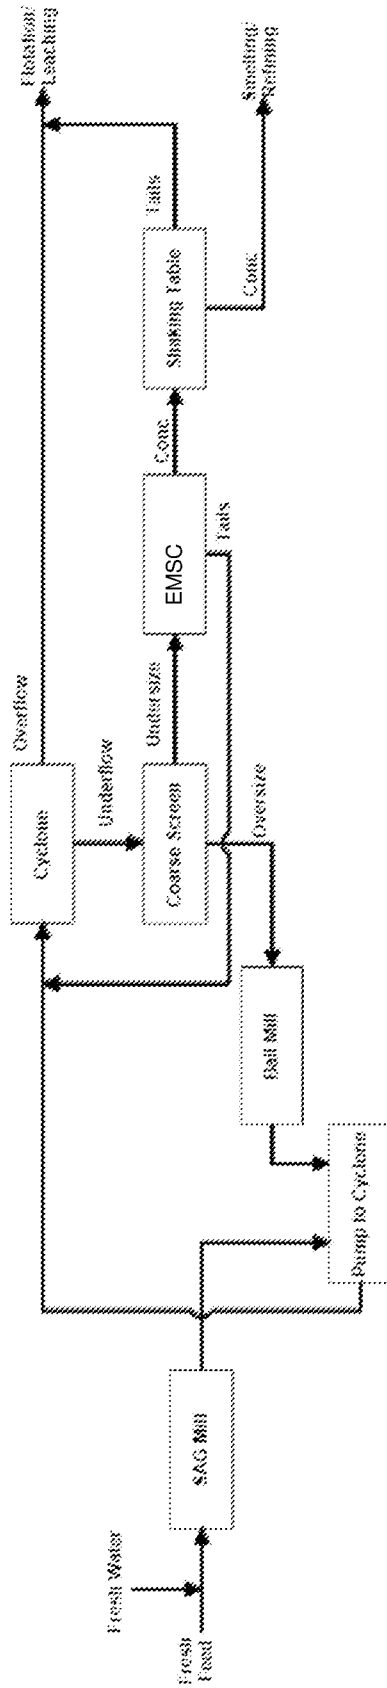 Fresh Water
Fresh
Feed
SAG Mill
Pump to Cyclone
Ball Mill
Cyclone
Overflow
Underflow
Coarse Screen
Oversize
Undersize
EMSC
Tails
Conc.
Shaking Table
Tails
Conc
Flotation/
Leaching
Smelting/
Refining